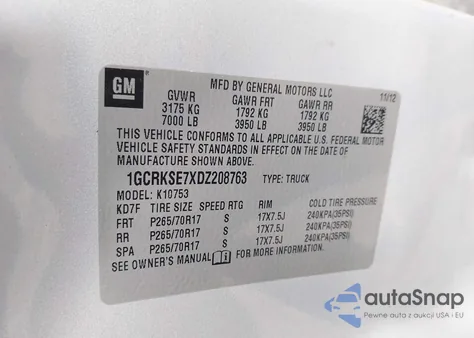 GM
MFD BY GENERAL MOTORS LLC
11/12
GVWR GAWR FRT GAWR RR
3175 KG 1792 KG 1792 KG
7000 LB 3950 LB 3950 LB
THIS VEHICLE CONFORMS TO ALL APPLICABLE U.S. FEDERAL MOTOR
VEHICLE SAFETY STANDARDS IN EFFECT ON THE DATE OF
MANUFACTURE SHOWN ABOVE.
1GCRKSE7XDZ208763 TYPE: TRUCK
MODEL: K10753
KD7F TIRE SIZE SPEED RTG RIM COLD TIRE PRESSURE
FRT P265/70R17 S 17X7.5J 240KPA(35PSI)
RR P265/70R17 S 17X7.5J 240KPA(35PSI)
SPA P265/70R17 S 17X7.5J 240KPA(35PSI)
SEE OWNER'S MANUAL FOR MORE INFORMATION.
autoSnap
Pewne auta z aukcji USA i EU